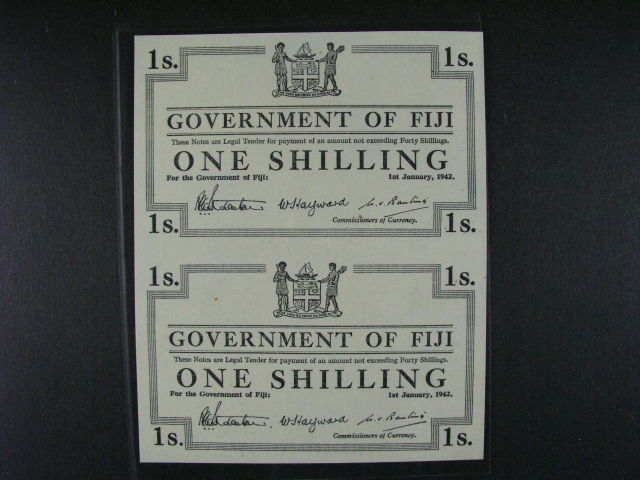 1s. 1s.
GOVERNMENT OF FIJI
These Notes are Legal Tender for payment of an amount not exceeding Forty Shillings.
ONE SHILLING
For the Government of Fiji: 1st January, 1942.
W Hayward
Commissioners of Currency.
1s. 1s.
1s. 1s.
GOVERNMENT OF FIJI
These Notes are Legal Tender for payment of an amount not exceeding Forty Shillings.
ONE SHILLING
For the Government of Fiji: 1st January, 1942.
W Hayward
Commissioners of Currency.
1s. 1s.